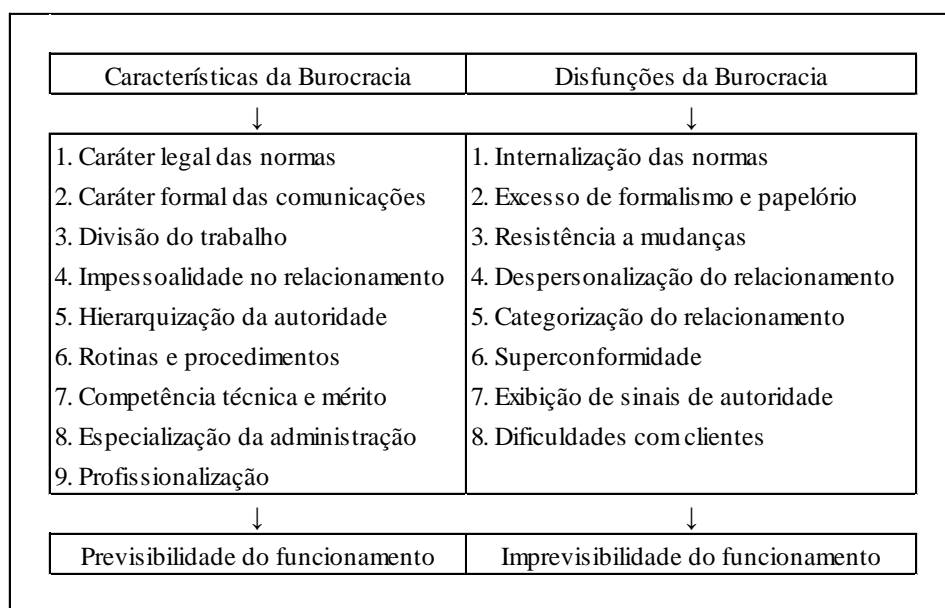 Características da Burocracia
Disfunções da Burocracia
↓
↓
1. Caráter legal das normas
2. Caráter formal das comunicações
3. Divisão do trabalho
4. Impessoalidade no relacionamento
5. Hierarquização da autoridade
6. Rotinas e procedimentos
7. Competência técnica e mérito
8. Especialização da administração
9. Profissionalização
1. Internalização das normas
2. Excesso de formalismo e papelório
3. Resistência a mudanças
4. Despersonalização do relacionamento
5. Categorização do relacionamento
6. Superconformidade
7. Exibição de sinais de autoridade
8. Dificuldades com clientes
↓
↓
Previsibilidade do funcionamento
Imprevisibilidade do funcionamento